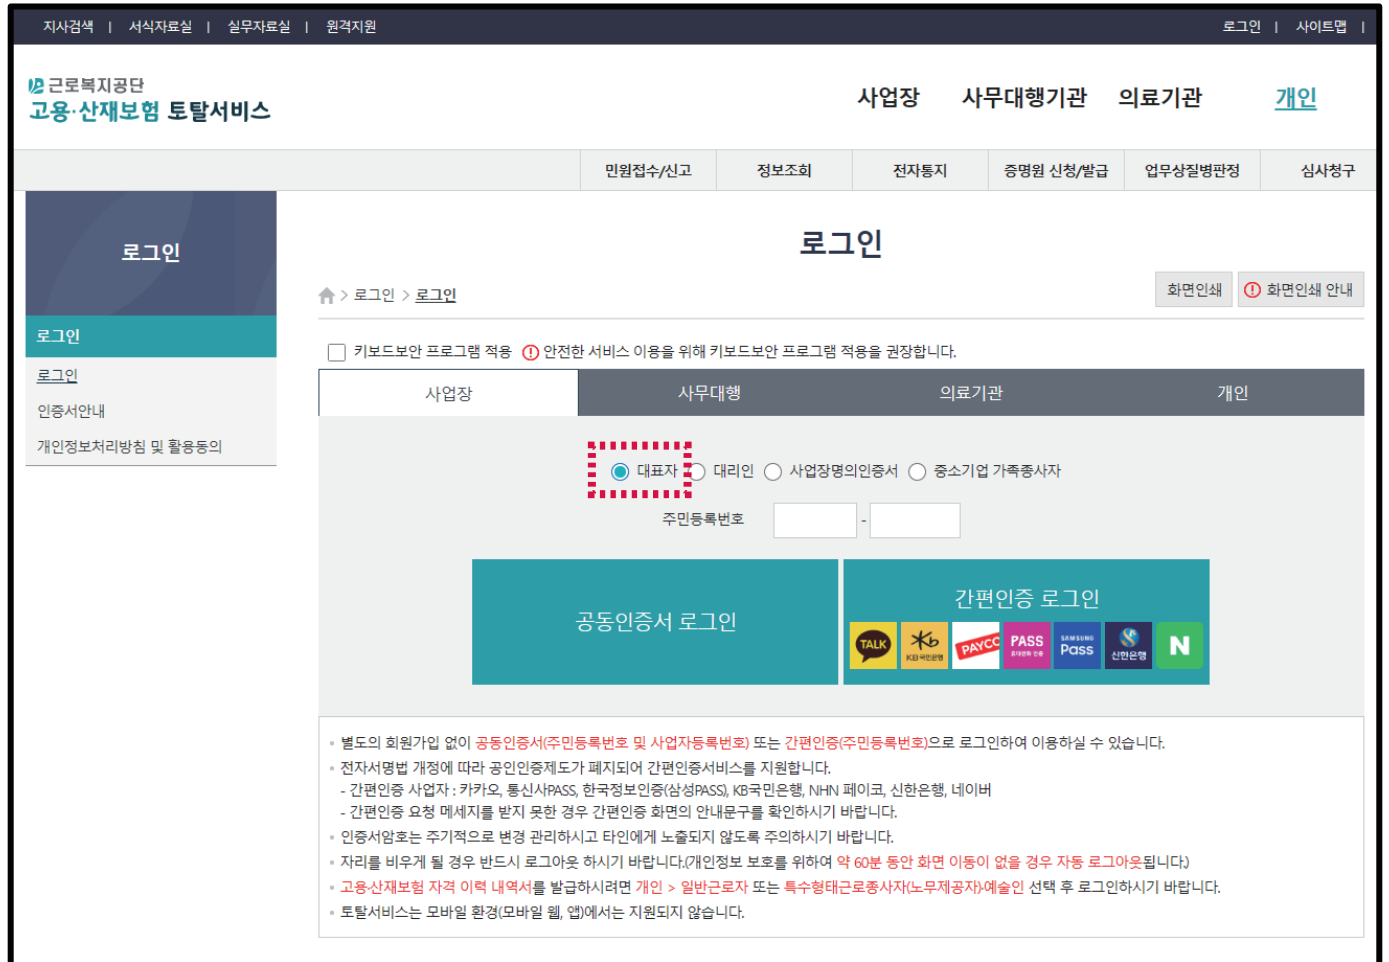 지사검색 | 서식자료실 | 실무자료실 | 원격지원
로그인 | 사이트맵 |
근로복지공단
고용·산재보험 토탈서비스
사업장 사무대행기관 의료기관 개인
민원접수/신고 정보조회 전자통지 증명원 신청/발급 업무상질병판정 심사청구
로그인
로그인
로그인
인증서안내
개인정보처리방침 및 활용동의
로그인
> 로그인 > 로그인
화면인쇄 화면인쇄 안내
키보드보안 프로그램 적용 안전한 서비스 이용을 위해 키보드보안 프로그램 적용을 권장합니다.
사업장 사무대행 의료기관 개인
대표자 대리인 사업장명의인증서 중소기업 가족종사자
주민등록번호 -
공동인증서 로그인
간편인증 로그인
TALK KB국민은행 PAYCO PASS 휴대전화 인증 SAMSUNG Pass 신한은행 N
별도의 회원가입 없이 공동인증서(주민등록번호 및 사업자등록번호) 또는 간편인증(주민등록번호)으로 로그인하여 이용하실 수 있습니다.
전자서명법 개정에 따라 공인인증제도가 폐지되어 간편인증서비스를 지원합니다.
- 간편인증 사업자 : 카카오, 통신사PASS, 한국정보인증(삼성PASS), KB국민은행, NHN 페이코, 신한은행, 네이버
- 간편인증 요청 메세지를 받지 못한 경우 간편인증 화면의 안내문구를 확인하시기 바랍니다.
인증서암호는 주기적으로 변경 관리하시고 타인에게 노출되지 않도록 주의하시기 바랍니다.
자리를 비우게 될 경우 반드시 로그아웃 하시기 바랍니다.(개인정보 보호를 위하여 약 60분 동안 화면 이동이 없을 경우 자동 로그아웃됩니다.)
고용·산재보험 자격 이력 내역서를 발급하시려면 개인 > 일반근로자 또는 특수형태근로종사자(노무제공자)·예술인 선택 후 로그인하시기 바랍니다.
토탈서비스는 모바일 환경(모바일 웹, 앱)에서는 지원되지 않습니다.